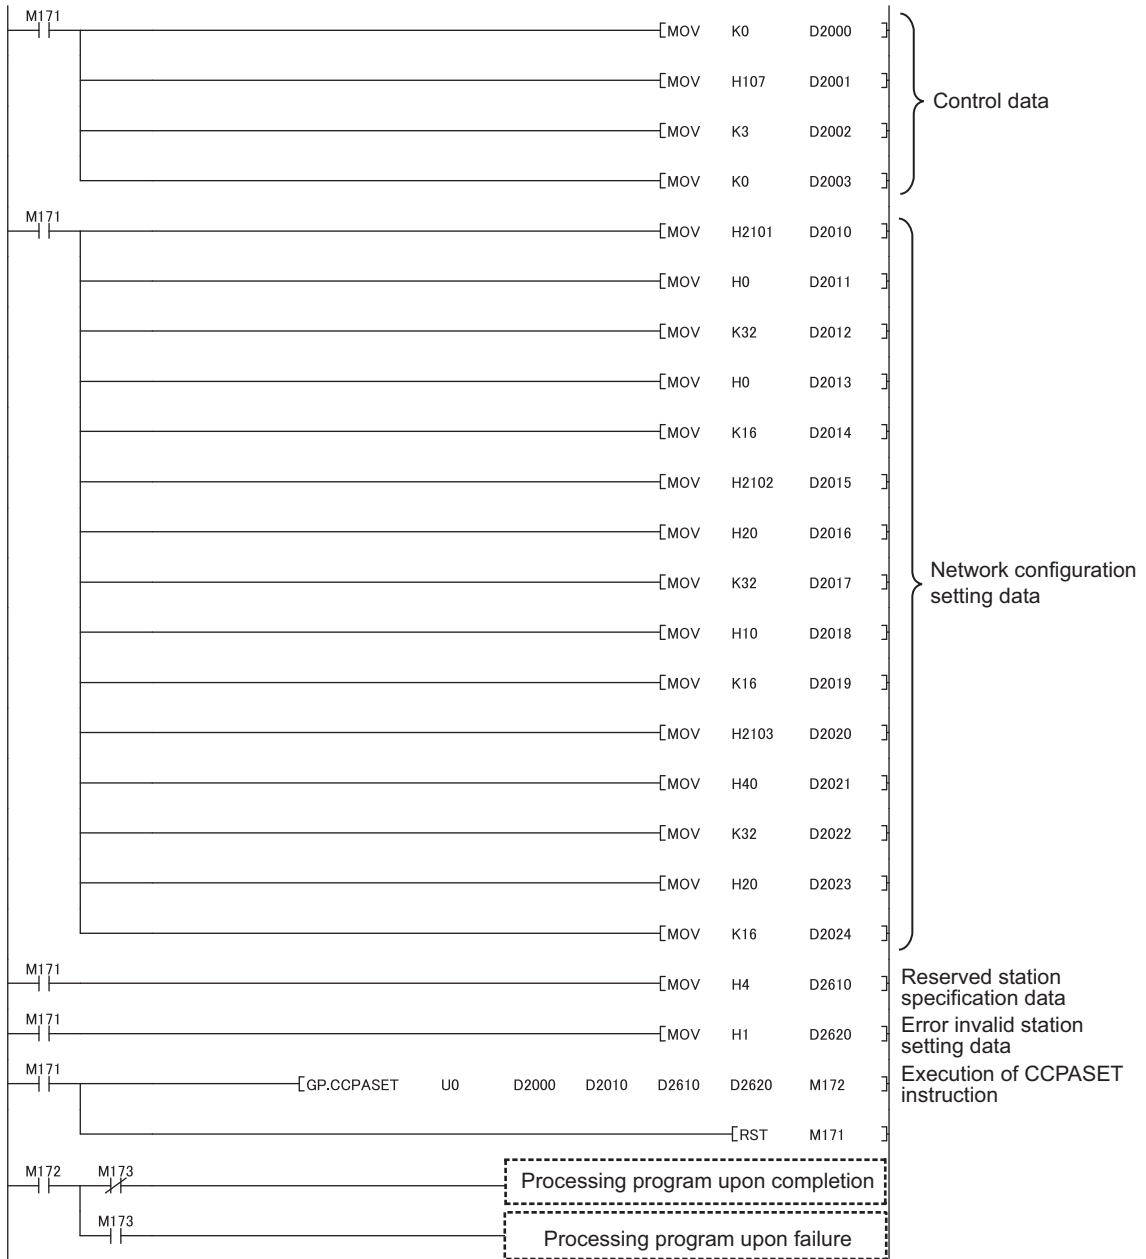 M171
[MOV K0 D2000 ]
[MOV H107 D2001 ]
Control data
[MOV K3 D2002 ]
[MOV K0 D2003 ]
M171
[MOV H2101 D2010 ]
[MOV H0 D2011 ]
[MOV K32 D2012 ]
[MOV H0 D2013 ]
[MOV K16 D2014 ]
[MOV H2102 D2015 ]
[MOV H20 D2016 ]
[MOV K32 D2017 ]
Network configuration
setting data
[MOV H10 D2018 ]
[MOV K16 D2019 ]
[MOV H2103 D2020 ]
[MOV H40 D2021 ]
[MOV K32 D2022 ]
[MOV H20 D2023 ]
[MOV K16 D2024 ]
M171
[MOV H4 D2610 ]
Reserved station
specification data
M171
[MOV H1 D2620 ]
Error invalid station
setting data
M171
[GP.CCPASET U0 D2000 D2010 D2610 D2620 M172 ]
Execution of CCPASET
instruction
[RST M171 ]
M172 M173
Processing program upon completion
M173
Processing program upon failure